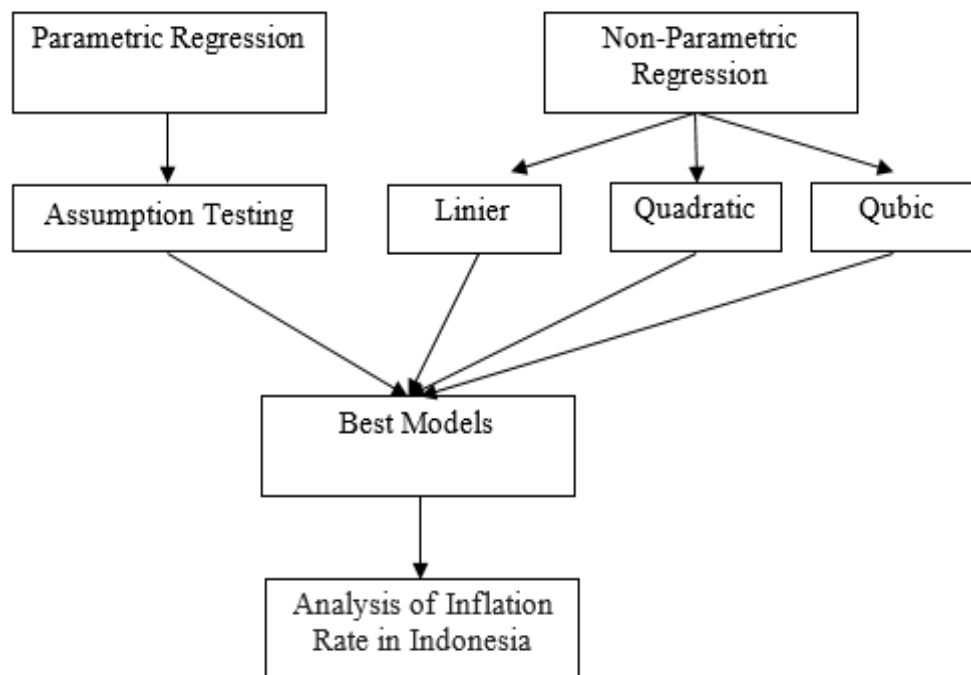 Parametric Regression
Non-Parametric
Regression
Assumption Testing
Linier
Quadratic
Qubic
Best Models
Analysis of Inflation
Rate in Indonesia